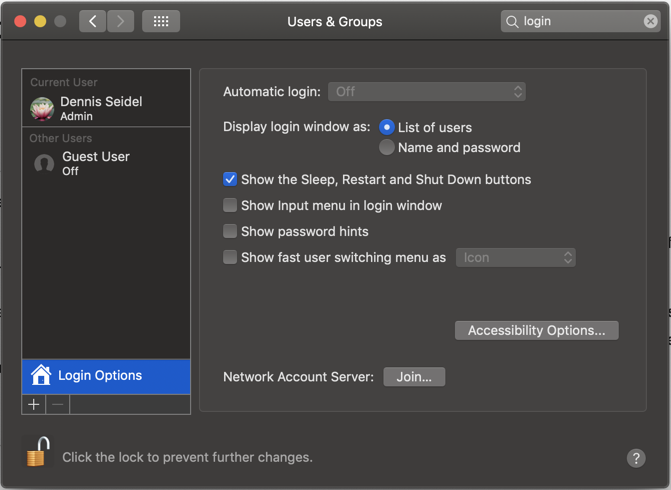 Users & Groups
login
Current User
Dennis Seidel
Admin
Other Users
Guest User
Off
Login Options
Automatic login: Off
Display login window as: List of users
Name and password
Show the Sleep, Restart and Shut Down buttons
Show Input menu in login window
Show password hints
Show fast user switching menu as Icon
Accessibility Options...
Network Account Server: Join...
Click the lock to prevent further changes.
?